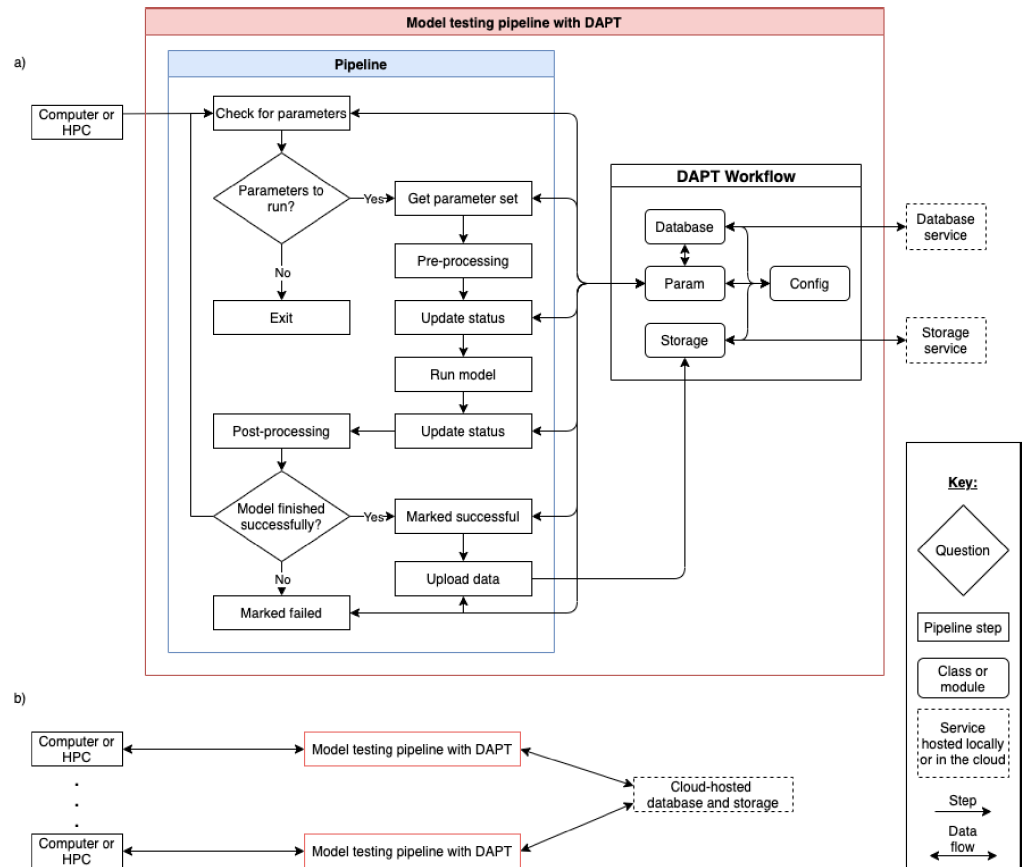 Model testing pipeline with DAPT
a)
Pipeline
Computer or
HPC
Check for parameters
Parameters to
run?
Yes
Get parameter set
No
Pre-processing
Exit
Update status
Run model
Post-processing
Update status
Model finished
successfully?
Yes
Marked successful
No
Upload data
Marked failed
DAPT Workflow
Database
Param
Config
Storage
Database
service
Storage
service
Key:
Question
Pipeline step
Class or
module
Service
hosted locally
or in the cloud
Step
Data
flow
b)
Computer or
HPC
Model testing pipeline with DAPT
Cloud-hosted
database and storage
.
.
.
Computer or
HPC
Model testing pipeline with DAPT